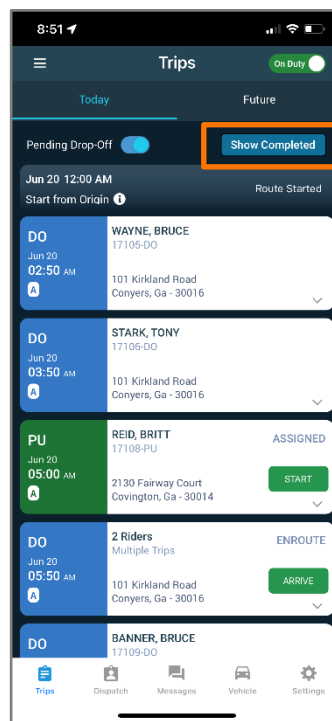 8:51
Trips
On Duty
Today
Future
Pending Drop-Off
Show Completed
Jun 20 12:00 AM
Route Started
Start from Origin
DO
Jun 20
02:50 AM
A
WAYNE, BRUCE
17105-DO
101 Kirkland Road
Conyers, Ga - 30016
DO
Jun 20
03:50 AM
A
STARK, TONY
17106-DO
101 Kirkland Road
Conyers, Ga - 30016
PU
Jun 20
05:00 AM
A
REID, BRITT
17108-PU
ASSIGNED
2130 Fairway Court
Covington, Ga - 30014
START
DO
Jun 20
05:50 AM
A
2 Riders
Multiple Trips
ENROUTE
101 Kirkland Road
Conyers, Ga - 30016
ARRIVE
DO
BANNER, BRUCE
17109-DO
Trips
Dispatch
Messages
Vehicle
Settings